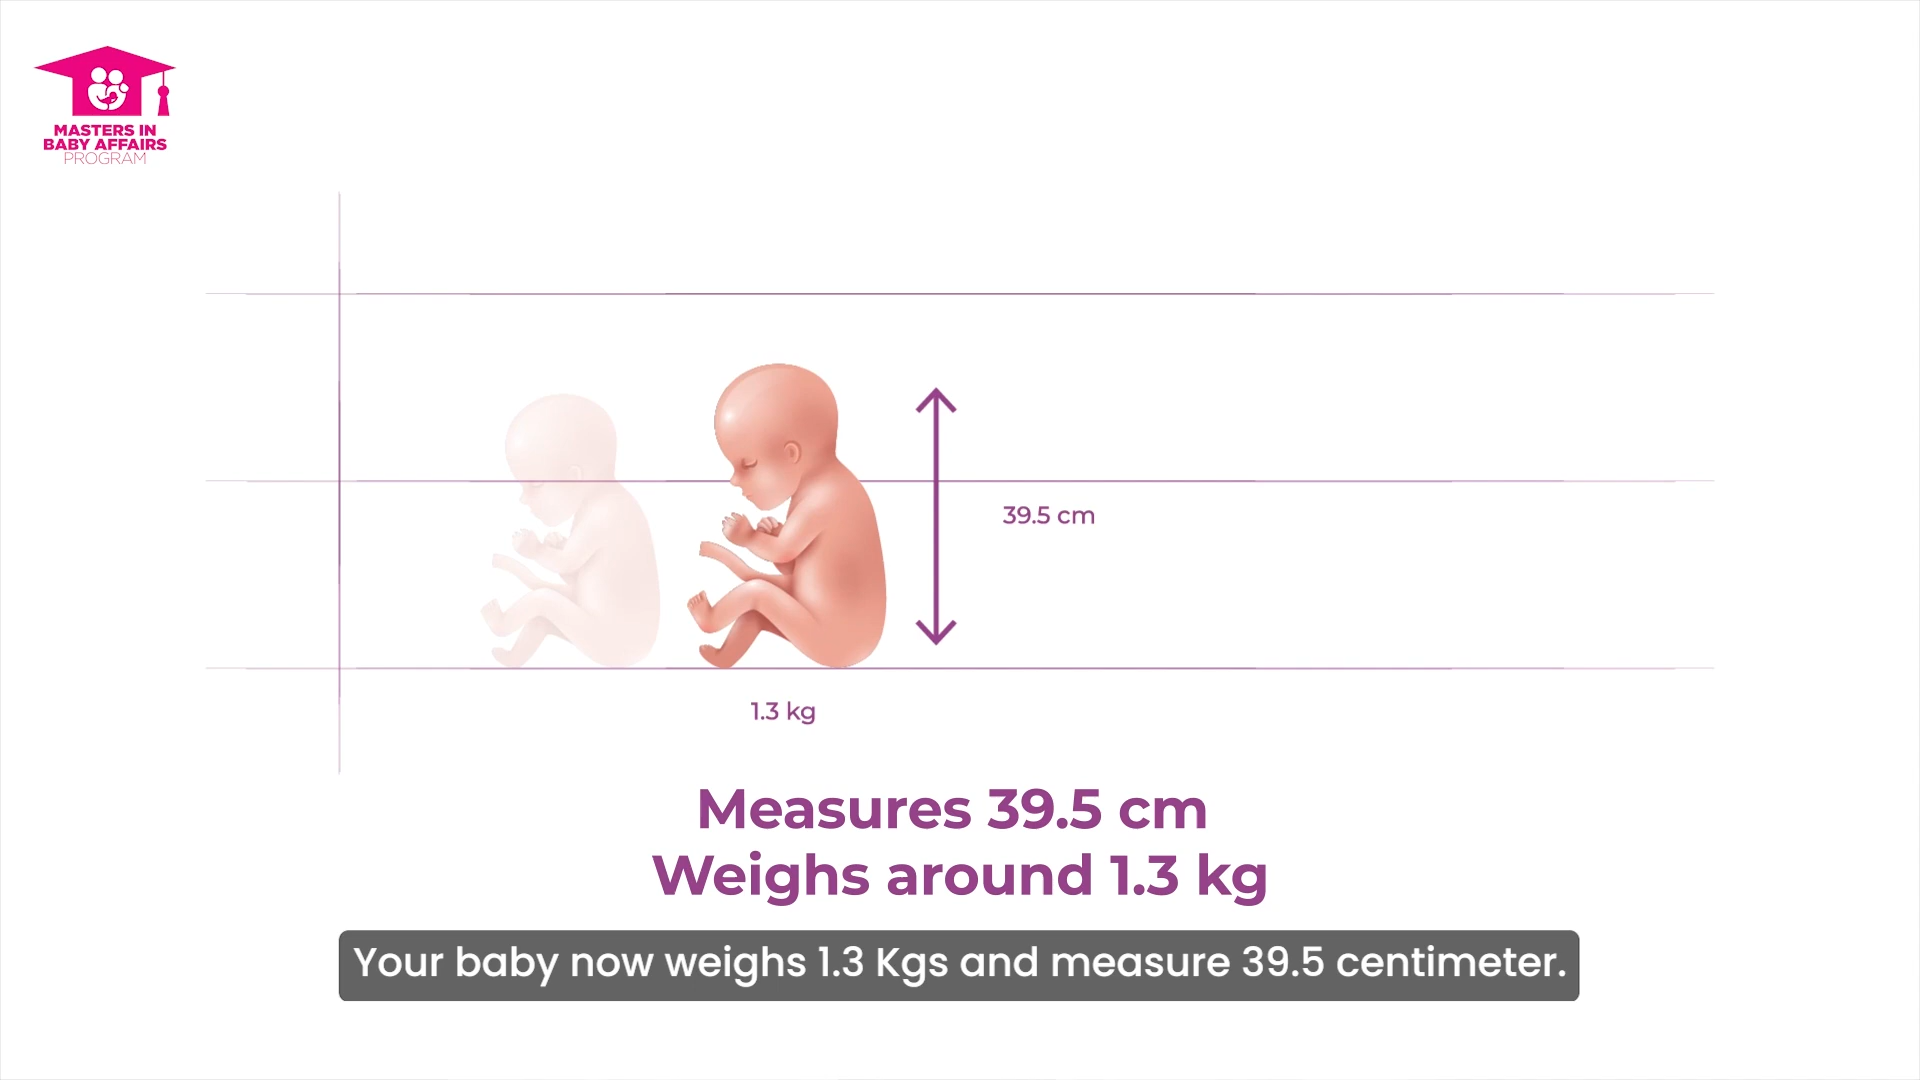 MASTERS IN
BABY AFFAIRS
PROGRAM
39.5 cm
1.3 kg
Measures 39.5 cm
Weighs around 1.3 kg
Your baby now weighs 1.3 Kgs and measure 39.5 centimeter.